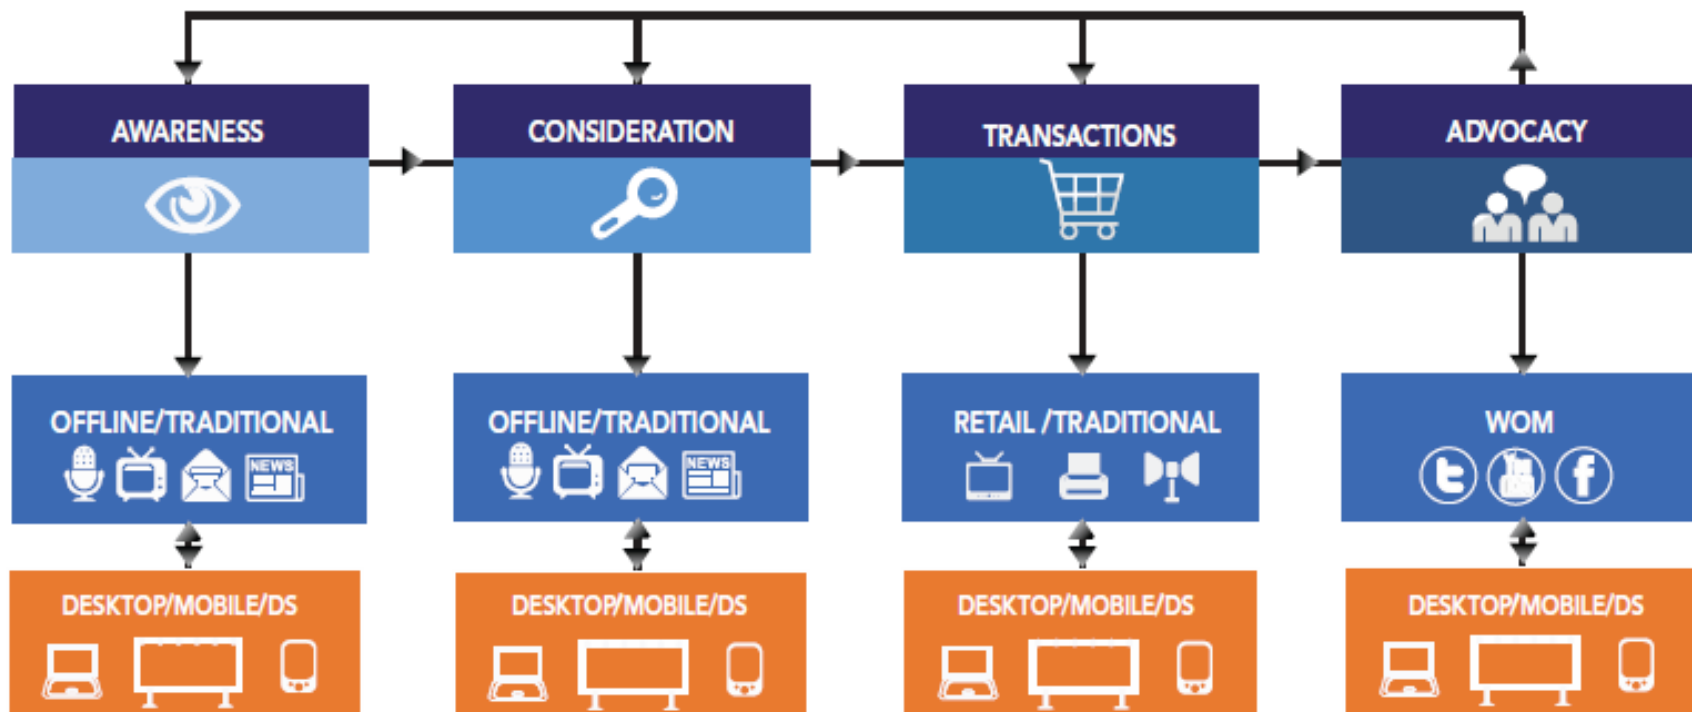 AWARENESS
CONSIDERATION
TRANSACTIONS
ADVOCACY
OFFLINE/TRADITIONAL
NEWS
OFFLINE/TRADITIONAL
NEWS
RETAIL /TRADITIONAL
WOM
t
f
DESKTOP/MOBILE/DS
DESKTOP/MOBILE/DS
DESKTOP/MOBILE/DS
DESKTOP/MOBILE/DS